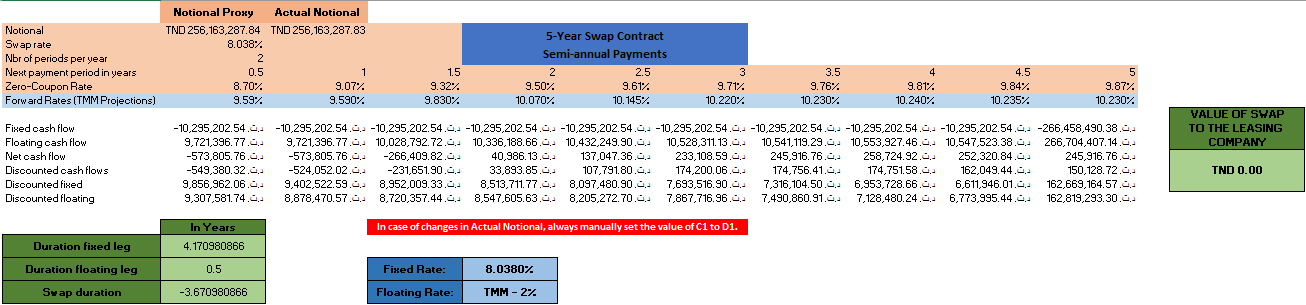 Notional Proxy Actual Notional
Notional TND 256,163,287.84 TND 256,163,287.83
Swap rate 8.038%
Nbr of periods per year 2
5-Year Swap Contract
Semi-annual Payments
Next payment period in years 0.5 1 1.5 2 2.5 3 3.5 4 4.5 5
Zero-Coupon Rate 8.70% 9.07% 9.32% 9.50% 9.61% 9.71% 9.76% 9.81% 9.84% 9.87%
Forward Rates (TMM Projections) 9.59% 9.590% 9.830% 10.070% 10.145% 10.220% 10.230% 10.240% 10.235% 10.230%
Fixed cash flow -10,295,202.54 د.ت. -10,295,202.54 د.ت. -10,295,202.54 د.ت. -10,295,202.54 د.ت. -10,295,202.54 د.ت. -10,295,202.54 د.ت. -10,295,202.54 د.ت. -10,295,202.54 د.ت. -10,295,202.54 د.ت. -266,458,490.38 د.ت.
Floating cash flow 9,721,396.77 د.ت. 9,721,396.77 د.ت. 10,028,792.72 د.ت. 10,336,188.66 د.ت. 10,432,249.90 د.ت. 10,528,311.13 د.ت. 10,541,119.29 د.ت. 10,553,927.46 د.ت. 10,547,523.38 د.ت. 266,704,407.14 د.ت.
Net cash flow -573,805.76 د.ت. -573,805.76 د.ت. -266,409.82 د.ت. 40,986.13 د.ت. 137,047.36 د.ت. 233,108.59 د.ت. 245,916.76 د.ت. 258,724.92 د.ت. 252,320.84 د.ت. 245,916.76 د.ت.
Discounted cash flows -549,380.32 د.ت. -524,052.02 د.ت. -231,651.90 د.ت. 33,893.85 د.ت. 107,791.80 د.ت. 174,200.06 د.ت. 174,756.41 د.ت. 174,751.58 د.ت. 162,049.44 د.ت. 150,128.72 د.ت.
Discounted fixed 9,856,962.06 د.ت. 9,402,522.59 د.ت. 8,952,009.33 د.ت. 8,513,711.77 د.ت. 8,097,480.90 د.ت. 7,693,516.90 د.ت. 7,316,104.50 د.ت. 6,953,728.66 د.ت. 6,611,946.01 د.ت. 162,669,164.57 د.ت.
Discounted floating 9,307,581.74 د.ت. 8,878,470.57 د.ت. 8,720,357.44 د.ت. 8,547,605.63 د.ت. 8,205,272.70 د.ت. 7,867,716.96 د.ت. 7,490,860.91 د.ت. 7,128,480.24 د.ت. 6,773,995.44 د.ت. 162,819,293.30 د.ت.
VALUE OF SWAP
TO THE LEASING
COMPANY
TND 0.00
In Years
Duration fixed leg 4.170980866
Duration floating leg 0.5
Swap duration -3.670980866
In case of changes in Actual Notional, always manually set the value of C1 to D1.
Fixed Rate: 8.0380%
Floating Rate: TMM - 2%